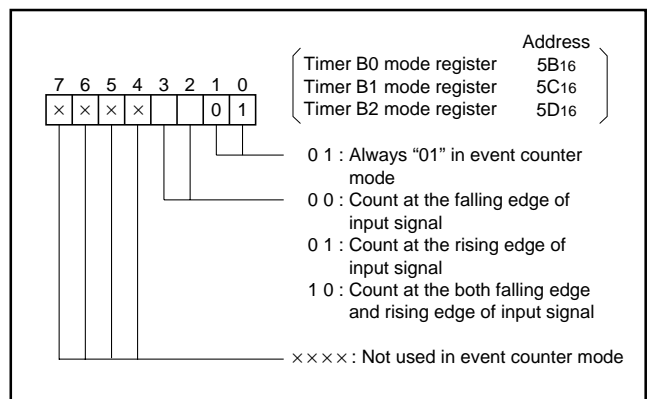 Address
Timer B0 mode register 5B16
Timer B1 mode register 5C16
Timer B2 mode register 5D16
7 6 5 4 3 2 1 0
× × × × 0 1
0 1 : Always “01” in event counter
mode
0 0 : Count at the falling edge of
input signal
0 1 : Count at the rising edge of
input signal
1 0 : Count at the both falling edge
and rising edge of input signal
×××× : Not used in event counter mode